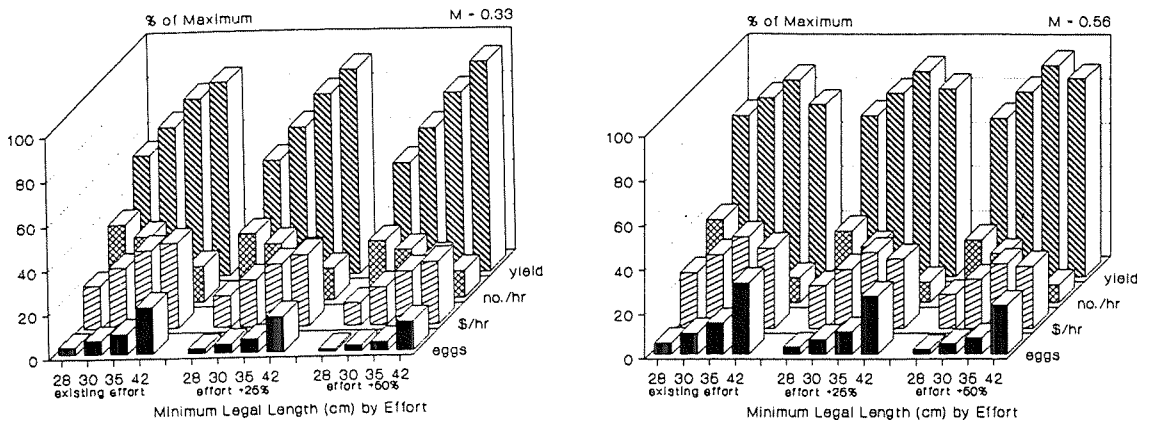 % of Maximum
M - 0.33
100
80
60
40
20
0
yield
no./hr
$/hr
eggs
28 30 35 42 28 30 35 42 28 30 35 42
existing effort effort +25% effort +50%
Minimum Legal Length (cm) by Effort
% of Maximum
M - 0.56
100
80
60
40
20
0
yield
no./hr
$/hr
eggs
28 30 35 42 28 30 35 42 28 30 35 42
existing effort effort +25% effort +50%
Minimum Legal Length (cm) by Effort